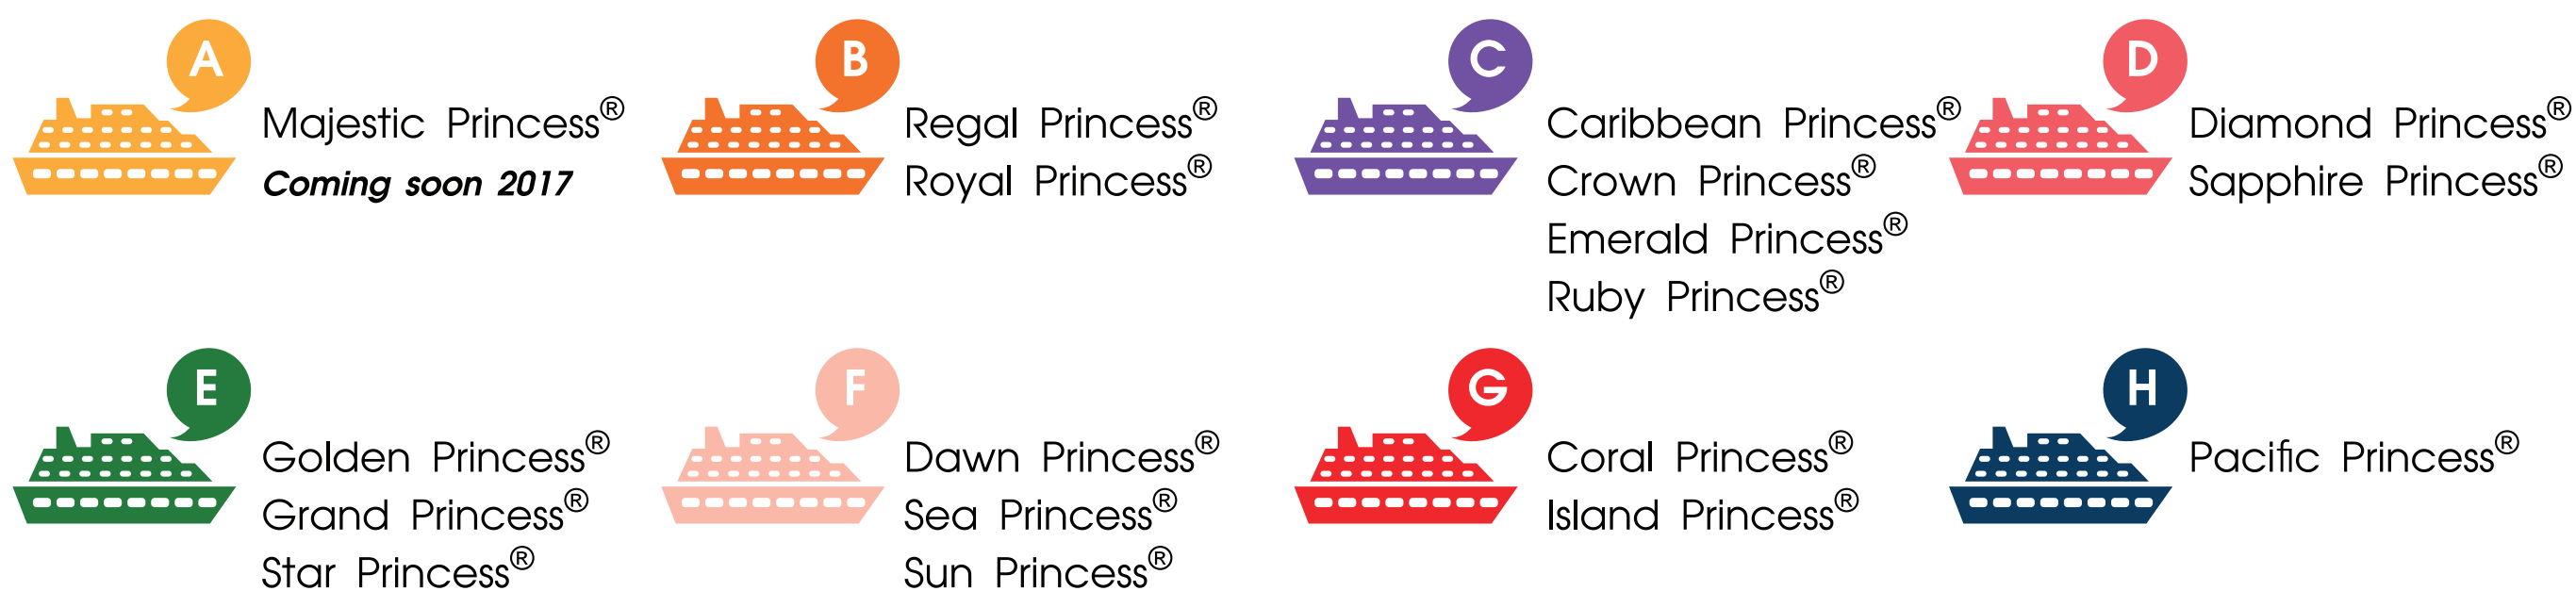 A
Majestic Princess®
Coming soon 2017
B
Regal Princess®
Royal Princess®
C
Caribbean Princess®
Crown Princess®
Emerald Princess®
Ruby Princess®
D
Diamond Princess®
Sapphire Princess®
E
Golden Princess®
Grand Princess®
Star Princess®
F
Dawn Princess®
Sea Princess®
Sun Princess®
G
Coral Princess®
Island Princess®
H
Pacific Princess®